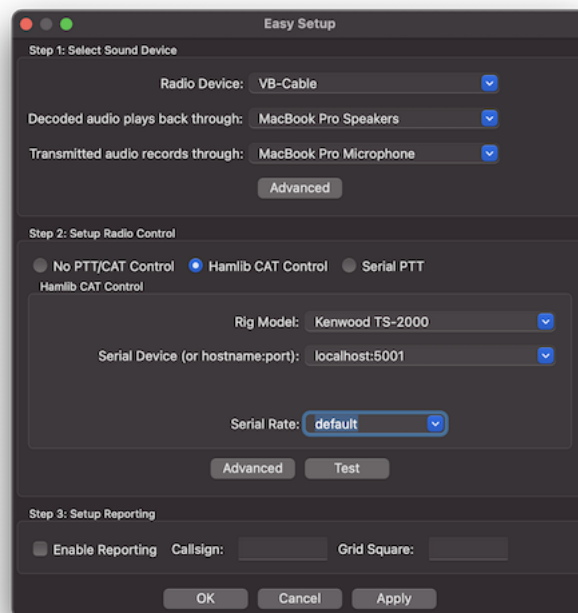 Easy Setup
Step 1: Select Sound Device
Radio Device: VB-Cable
Decoded audio plays back through: MacBook Pro Speakers
Transmitted audio records through: MacBook Pro Microphone
Advanced
Step 2: Setup Radio Control
No PTT/CAT Control Hamlib CAT Control Serial PTT
Hamlib CAT Control
Rig Model: Kenwood TS-2000
Serial Device (or hostname:port): localhost:5001
Serial Rate: default
Advanced Test
Step 3: Setup Reporting
Enable Reporting Callsign: Grid Square:
OK Cancel Apply